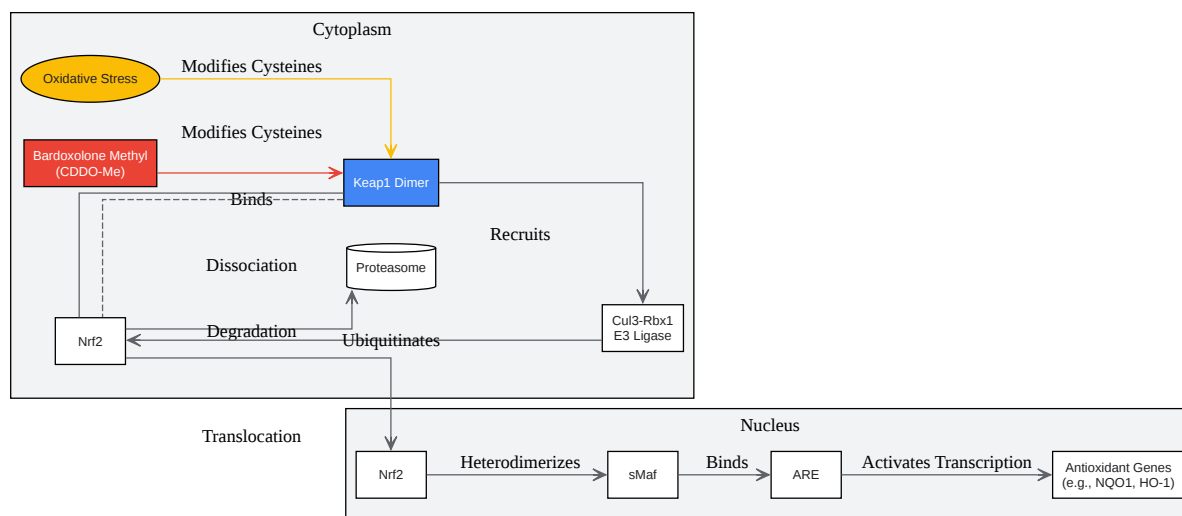 Cytoplasm
Modifies Cysteines
Oxidative Stress
Modifies Cysteines
Bardoxolone Methyl
(CDDO-Me)
Keap1 Dimer
Binds
Recruits
Dissociation
Proteasome
Cul3-Rbx1
E3 Ligase
Nrf2
Degradation
Ubiquitinates
Translocation
Nucleus
Nrf2
Heterodimerizes
sMaf
Binds
ARE
Activates Transcription
Antioxidant Genes
(e.g., NQO1, HO-1)